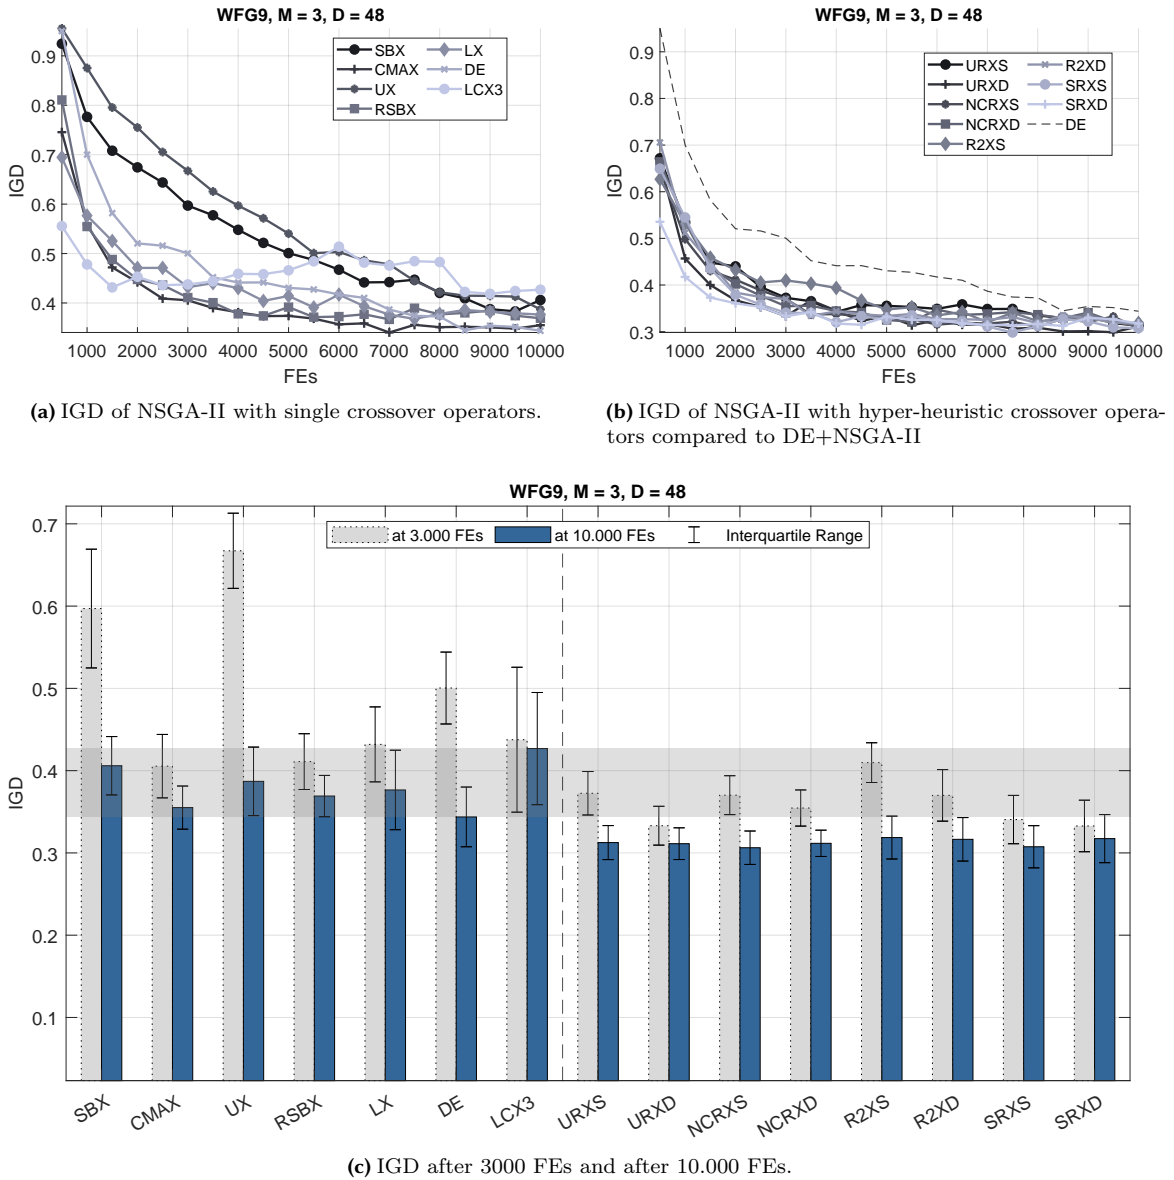 WFG9, M = 3, D = 48
IGD
0.9
0.8
0.7
0.6
0.5
0.4
SBX
CMAX
UX
RSBX
LX
DE
LCX3
1000 2000 3000 4000 5000 6000 7000 8000 9000 10000
FEs
(a) IGD of NSGA-II with single crossover operators.
WFG9, M = 3, D = 48
IGD
0.9
0.8
0.7
0.6
0.5
0.4
0.3
URXS
URXD
NCRXS
NCRXD
R2XS
R2XD
SRXS
SRXD
DE
1000 2000 3000 4000 5000 6000 7000 8000 9000 10000
FEs
(b) IGD of NSGA-II with hyper-heuristic crossover opera-
tors compared to DE+NSGA-II
WFG9, M = 3, D = 48
at 3.000 FEs at 10.000 FEs Interquartile Range
IGD
0.7
0.6
0.5
0.4
0.3
0.2
0.1
SBX CMAX UX RSBX LX DE LCX3 URXS URXD NCRXS NCRXD R2XS R2XD SRXS SRXD
(c) IGD after 3000 FEs and after 10.000 FEs.